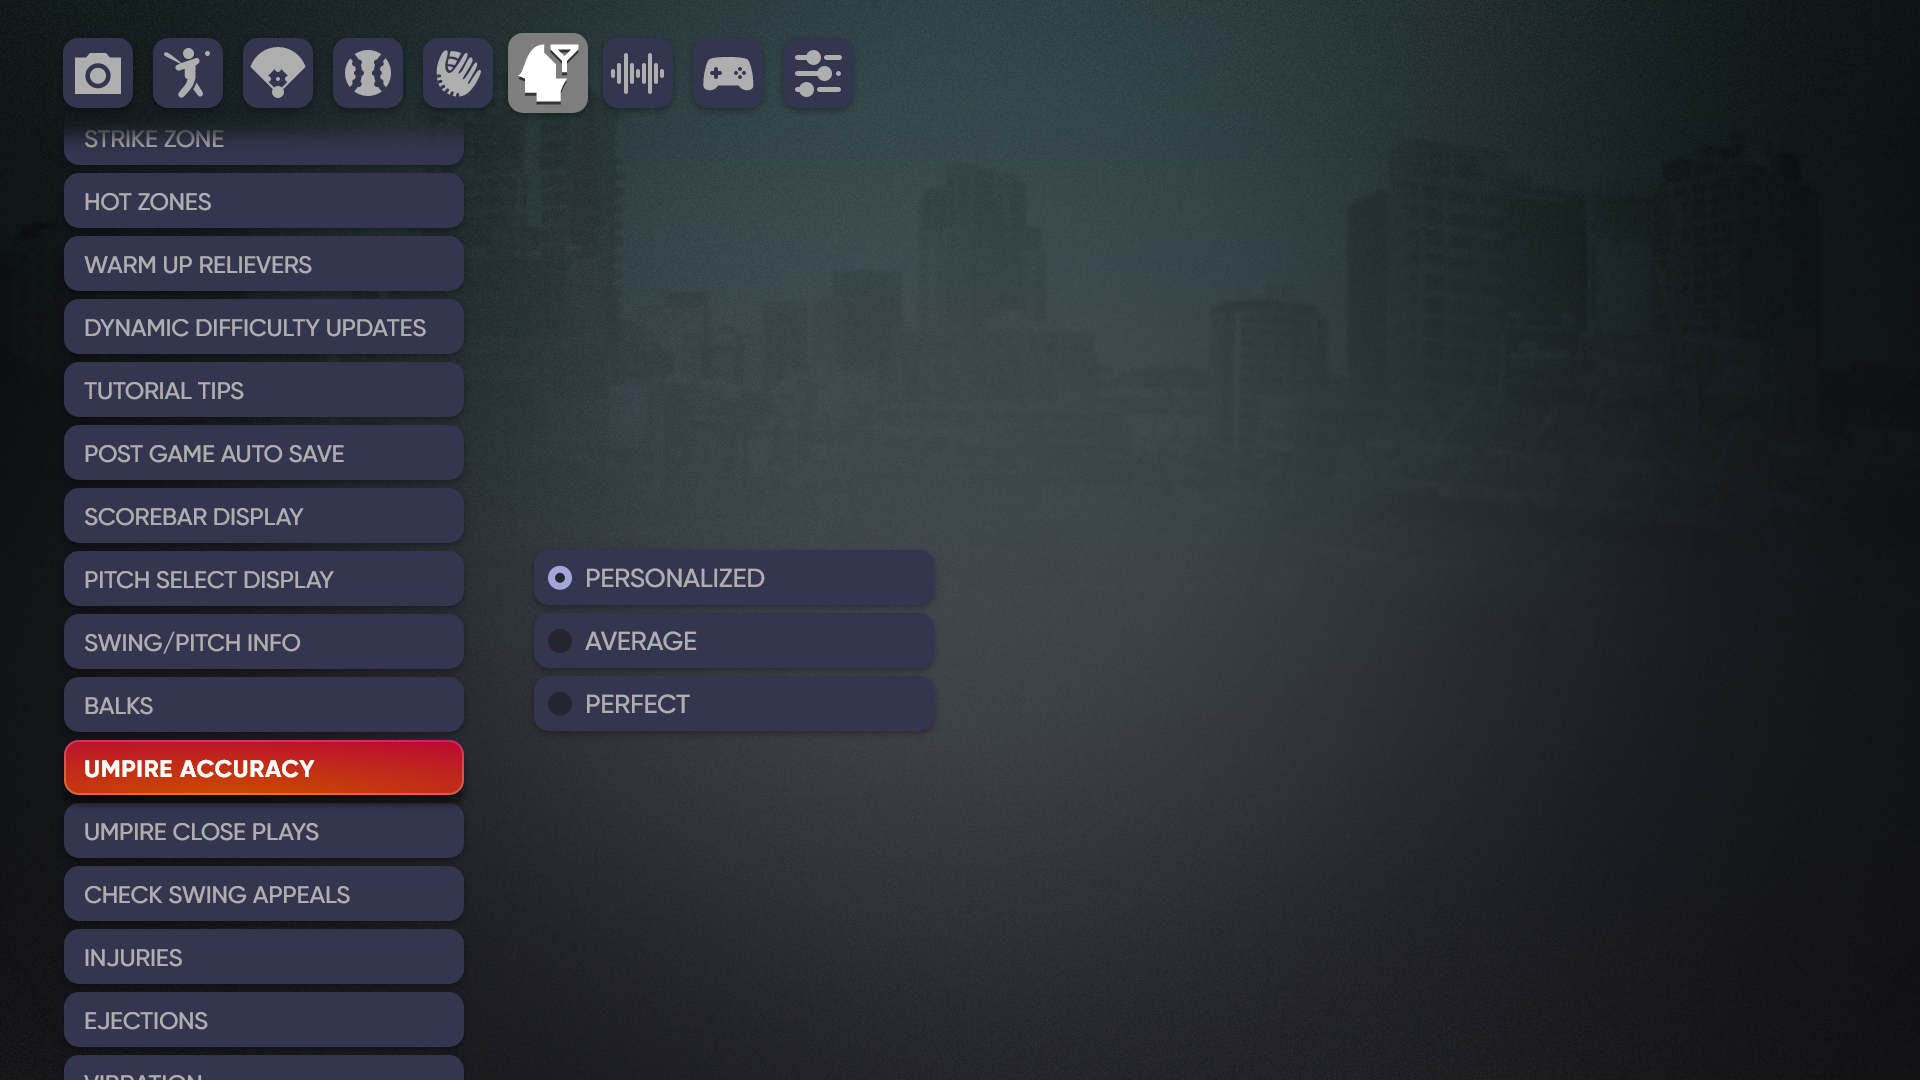 STRIKE ZONE
HOT ZONES
WARM UP RELIEVERS
DYNAMIC DIFFICULTY UPDATES
TUTORIAL TIPS
POST GAME AUTO SAVE
SCOREBAR DISPLAY
PITCH SELECT DISPLAY
SWING/PITCH INFO
BALKS
UMPIRE ACCURACY
UMPIRE CLOSE PLAYS
CHECK SWING APPEALS
INJURIES
EJECTIONS
VIBRATION
PERSONALIZED
AVERAGE
PERFECT